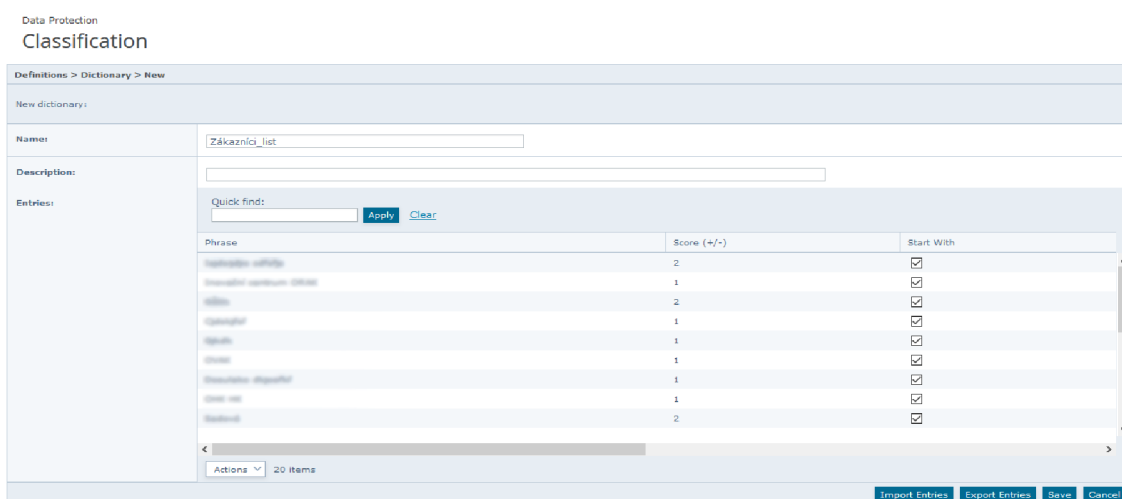 Data Protection
Classification
Definitions > Dictionary > New
New dictionary:
Name: Zákazníci_list
Description:
Entries: Quick find:
Apply Clear
Phrase Score (+/-) Start With
2
1
2
1
1
1
1
1
2
Actions 20 items
Import Entries Export Entries Save Cancel